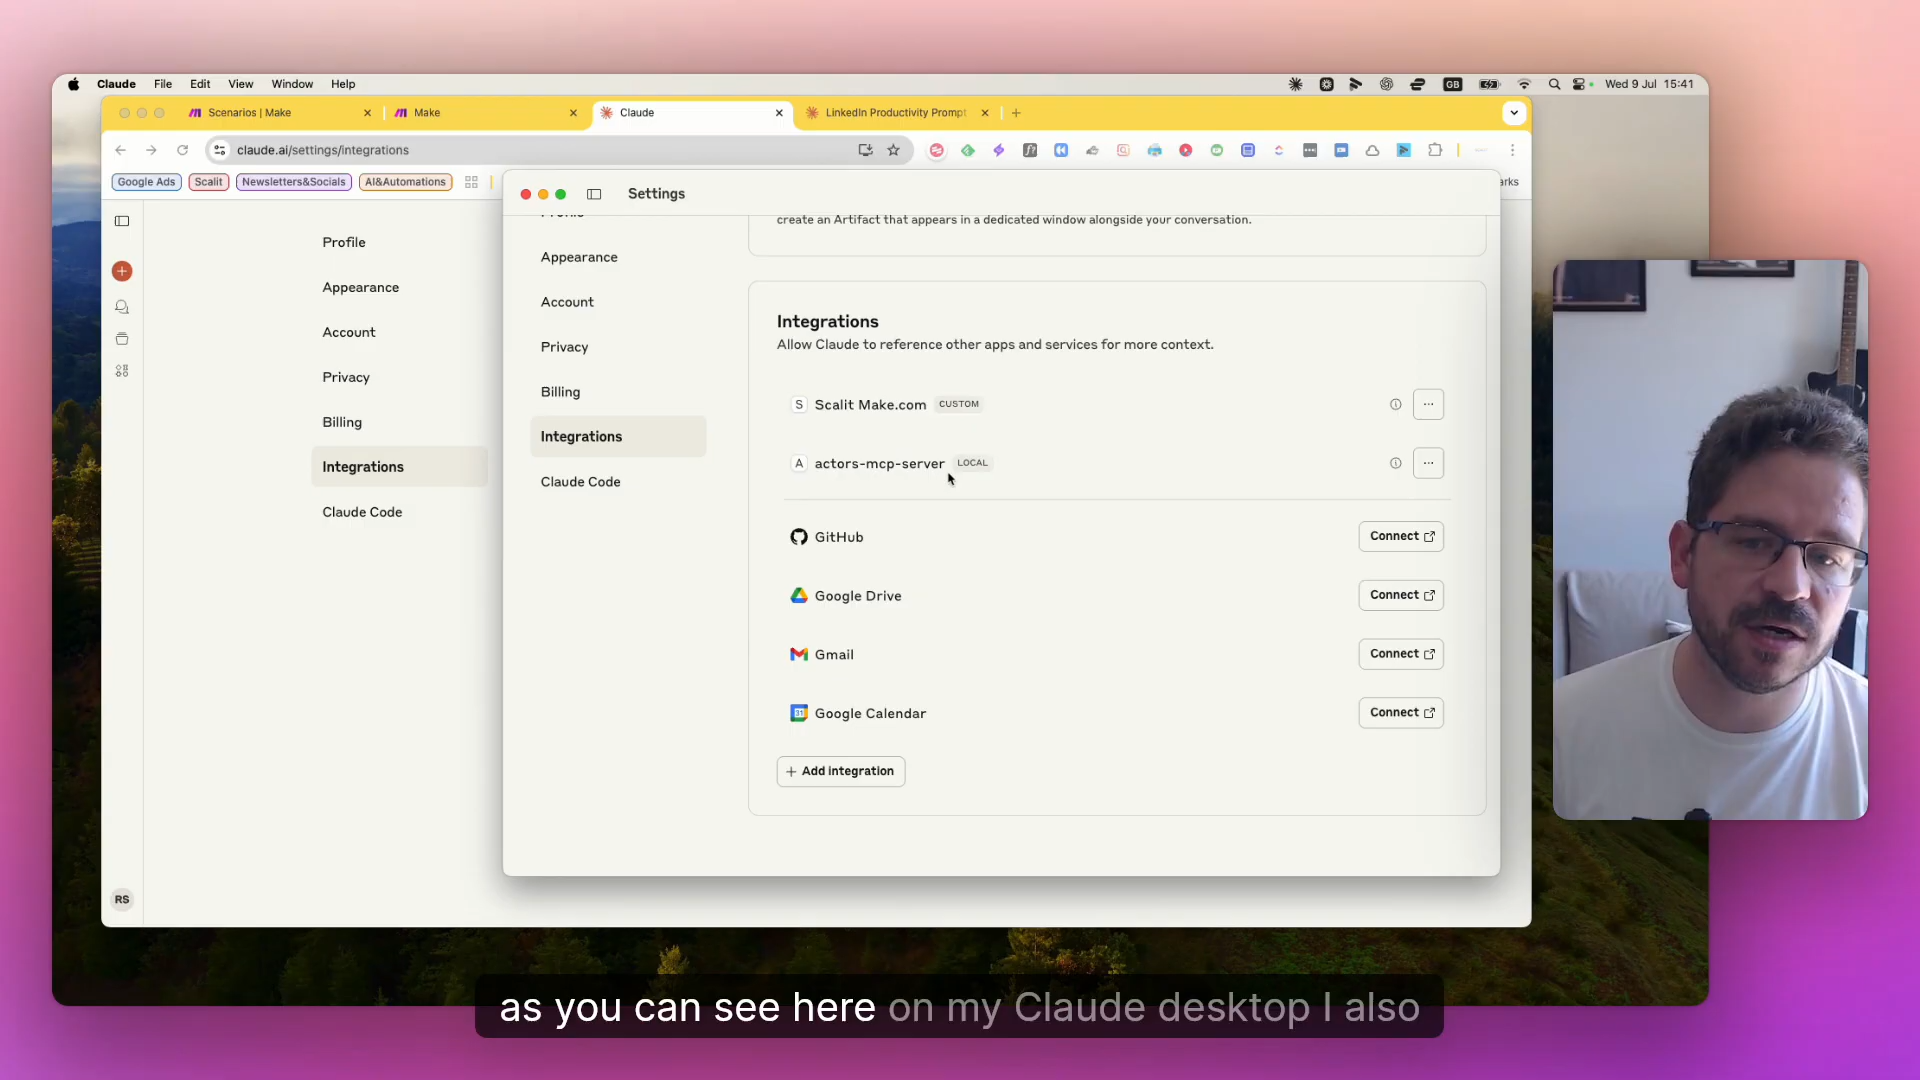 Claude File Edit View Window Help GB Wed 9 Jul 15:41
Scenarios | Make Make Claude LinkedIn Productivity Prompt
claude.ai/settings/integrations
Google Ads Scalit Newsletters&Socials AI&Automations
Settings
create an Artifact that appears in a dedicated window alongside your conversation.
Profile
Appearance
Account
Privacy
Billing
Integrations
Claude Code
RS
Appearance
Account
Privacy
Billing
Integrations
Claude Code
Integrations
Allow Claude to reference other apps and services for more context.
S Scalit Make.com CUSTOM
A actors-mcp-server LOCAL
GitHub Connect
Google Drive Connect
Gmail Connect
31 Google Calendar Connect
+ Add integration
as you can see here on my Claude desktop I also